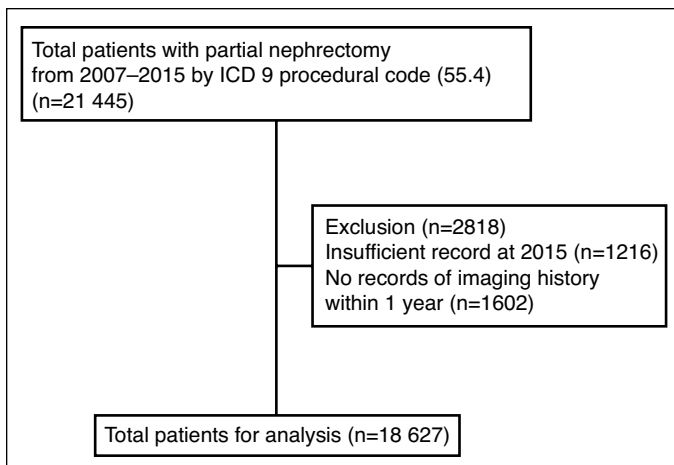 Total patients with partial nephrectomy
from 2007–2015 by ICD 9 procedural code (55.4)
(n=21 445)
Exclusion (n=2818)
Insufficient record at 2015 (n=1216)
No records of imaging history
within 1 year (n=1602)
Total patients for analysis (n=18 627)